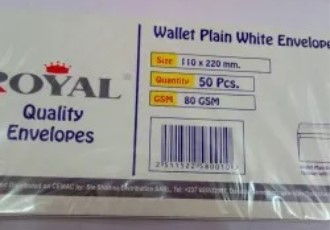 Wallet Plain White Envelope
Size 110 x 220 mm.
Quantity 50 Pcs.
GSM 80 GSM
ROYAL
Quality
Envelopes